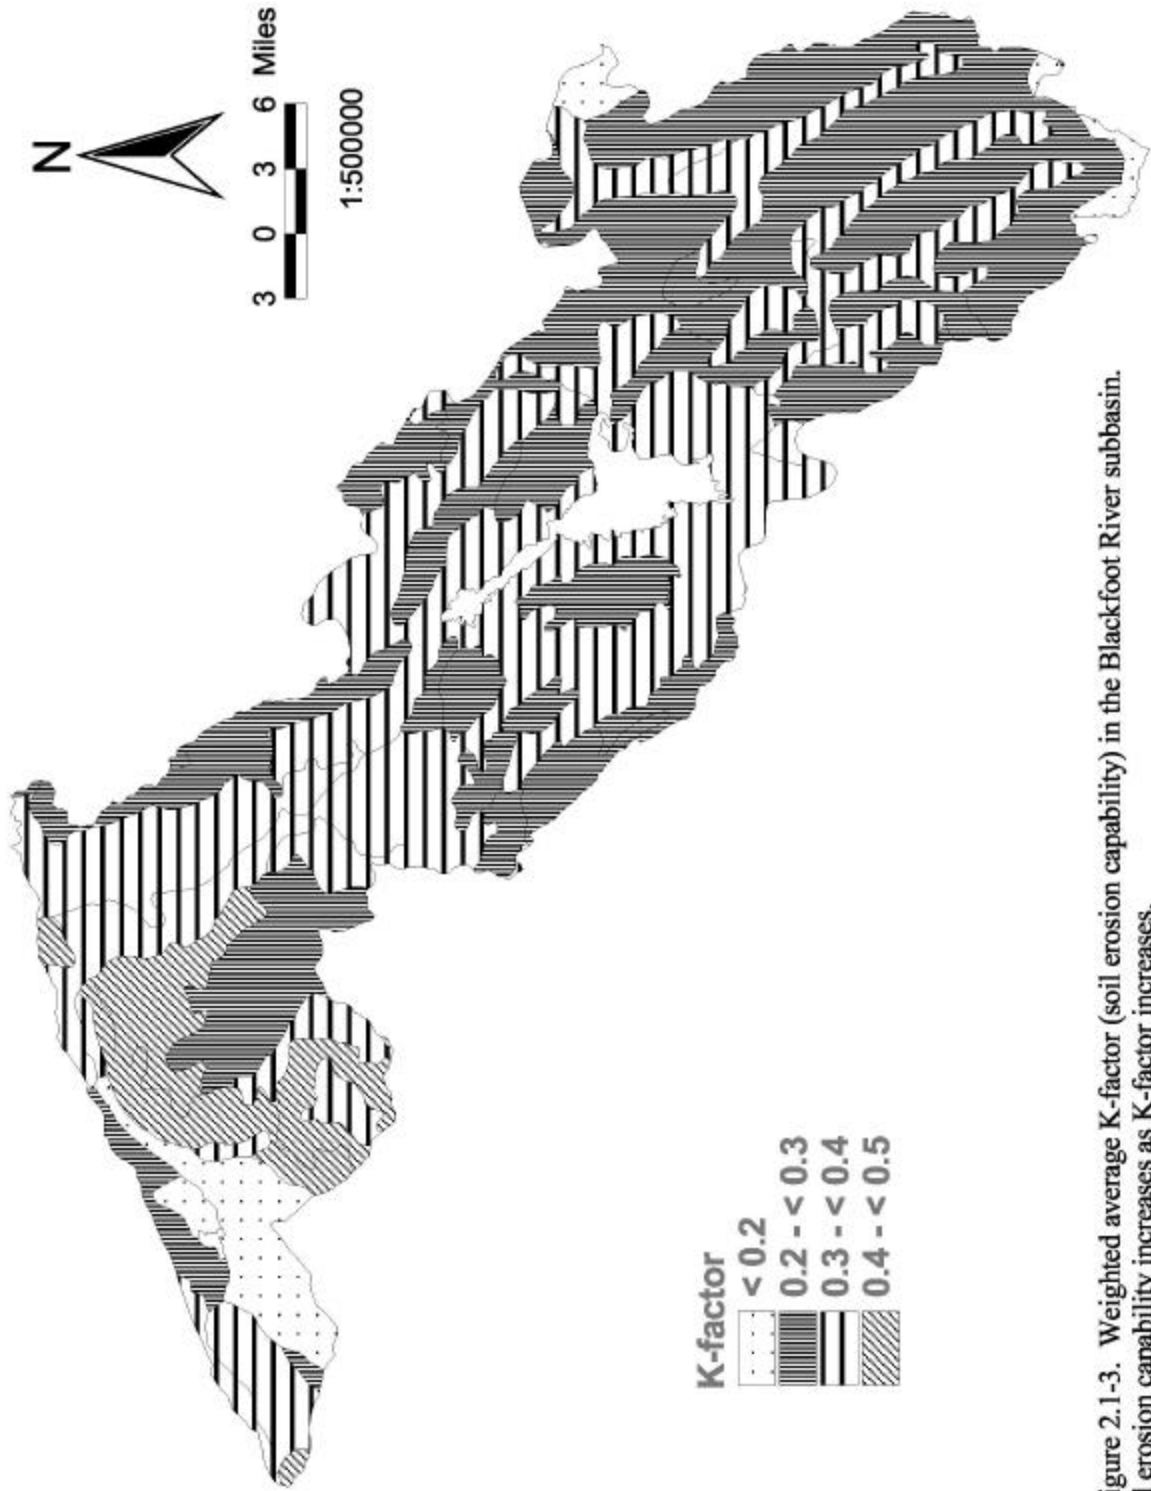 N
3 0 3 6 Miles
1:500000
K-factor
< 0.2
0.2 - < 0.3
0.3 - < 0.4
0.4 - < 0.5
igure 2.1-3. Weighted average K-factor (soil erosion capability) in the Blackfoot River subbasin.
l erosion capability increases as K-factor increases.